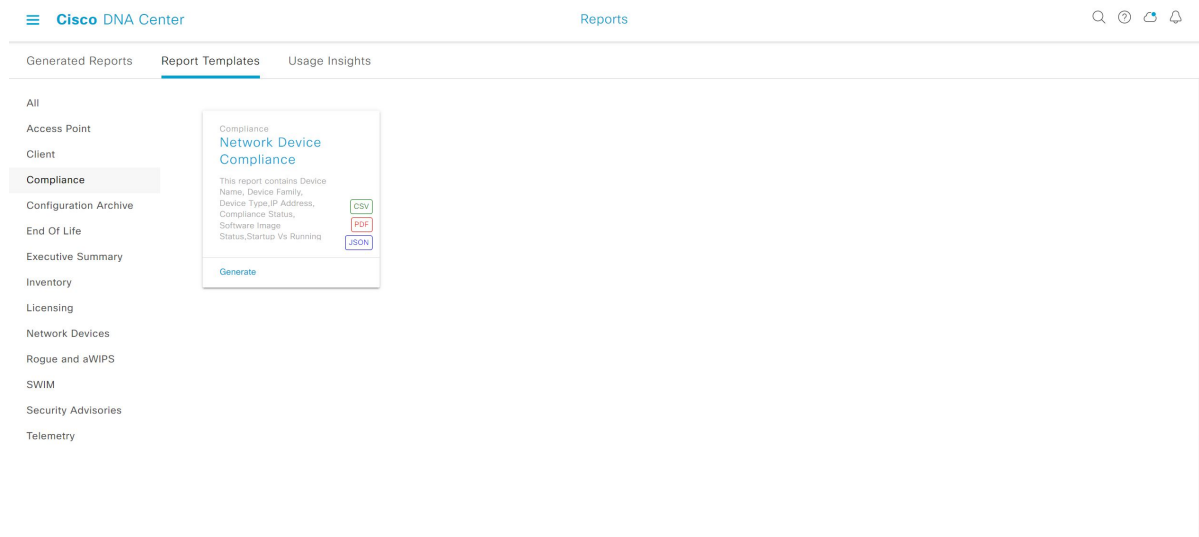 Cisco DNA Center
Reports
Generated Reports
Report Templates
Usage Insights
All
Access Point
Client
Compliance
Configuration Archive
End Of Life
Executive Summary
Inventory
Licensing
Network Devices
Rogue and aWIPS
SWIM
Security Advisories
Telemetry
Compliance
Network Device
Compliance
This report contains Device
Name, Device Family,
Device Type,IP Address,
Compliance Status,
Software Image
Status,Startup Vs Running
CSV
PDF
JSON
Generate